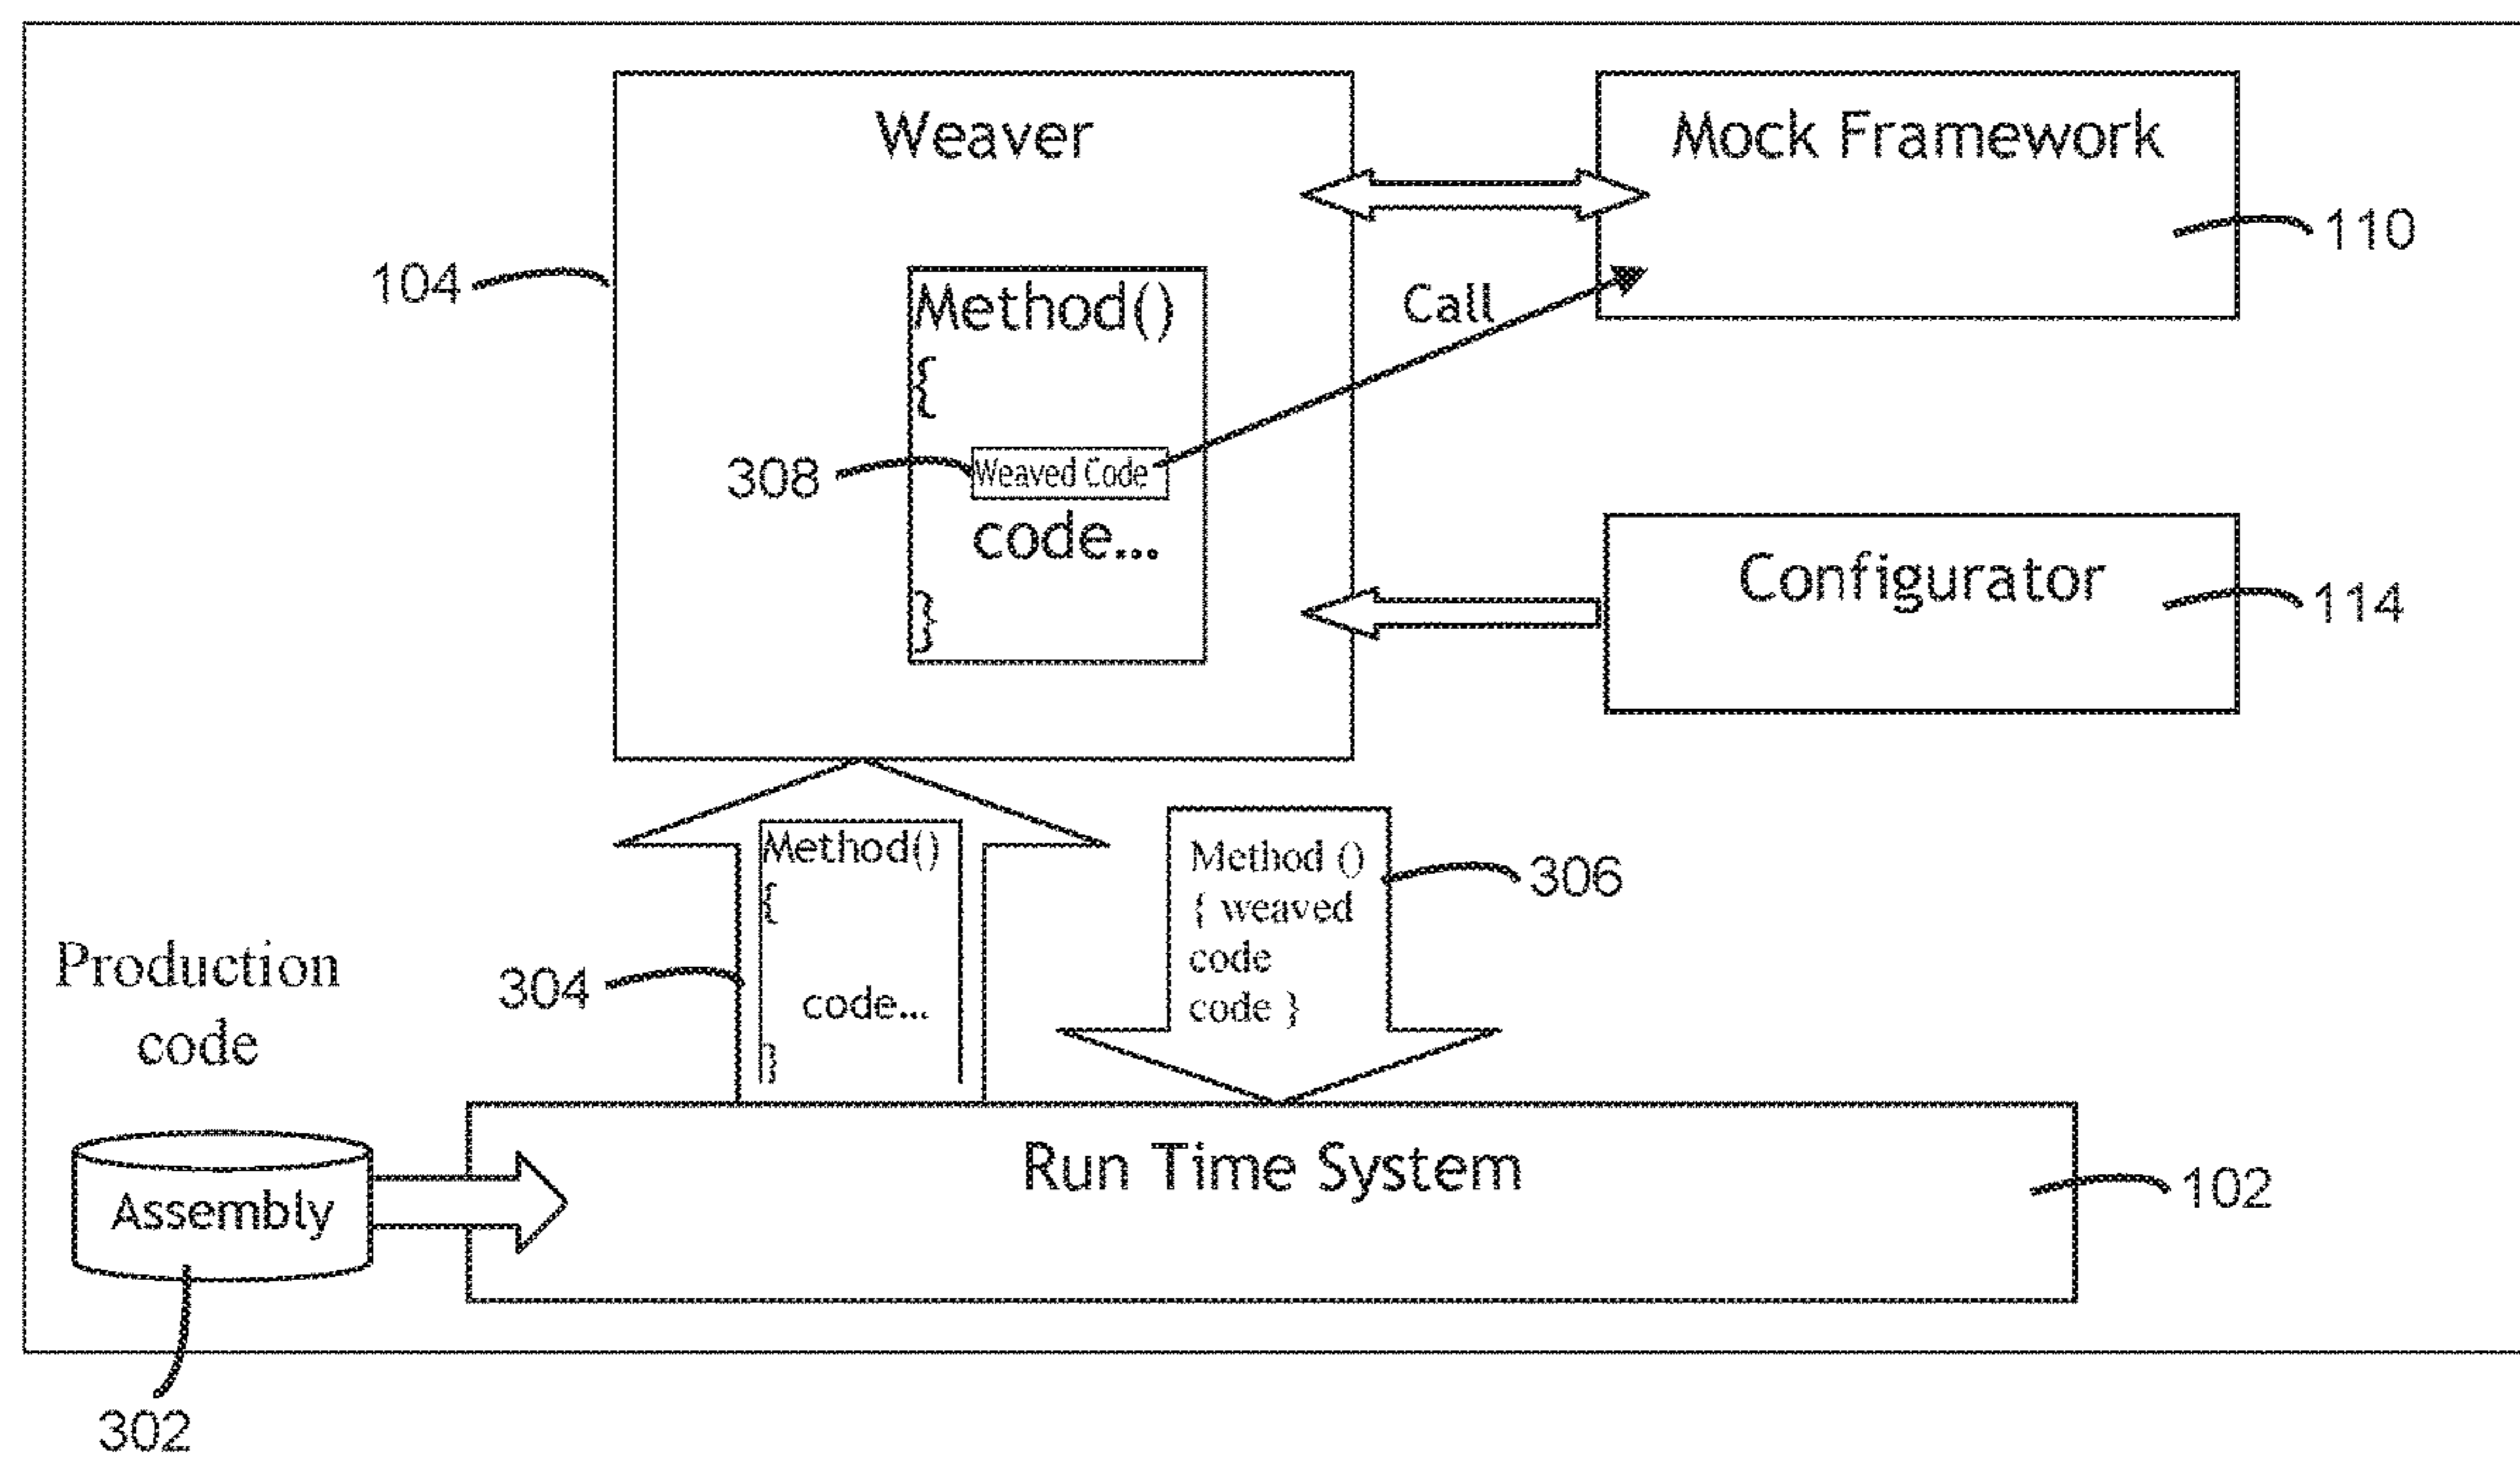 Weaver
Mock Framework
110
104
Method()
Call
{
308
Weaved Code
code...
}
Configurator
114
Method()
{
code...
}
304
Method ()
{ weaved
code
code }
306
Production
code
Assembly
Run Time System
102
302